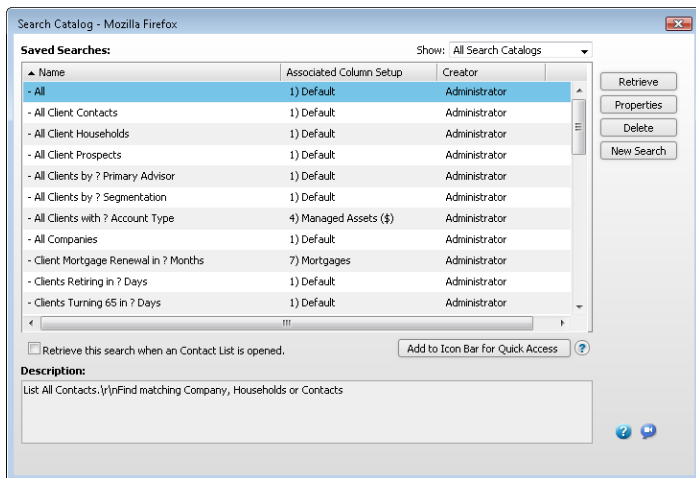 Search Catalog - Mozilla Firefox
Saved Searches:
Show: All Search Catalogs
Name Associated Column Setup Creator
- All 1) Default Administrator
- All Client Contacts 1) Default Administrator
- All Client Households 1) Default Administrator
- All Client Prospects 1) Default Administrator
- All Clients by ? Primary Advisor 1) Default Administrator
- All Clients by ? Segmentation 1) Default Administrator
- All Clients with ? Account Type 4) Managed Assets ($) Administrator
- All Companies 1) Default Administrator
- Client Mortgage Renewal in ? Months 7) Mortgages Administrator
- Clients Retiring in ? Days 1) Default Administrator
- Clients Turning 65 in ? Days 1) Default Administrator
Retrieve
Properties
Delete
New Search
Retrieve this search when an Contact List is opened.
Add to Icon Bar for Quick Access
?
Description:
List All Contacts.\r\nFind matching Company, Households or Contacts
?